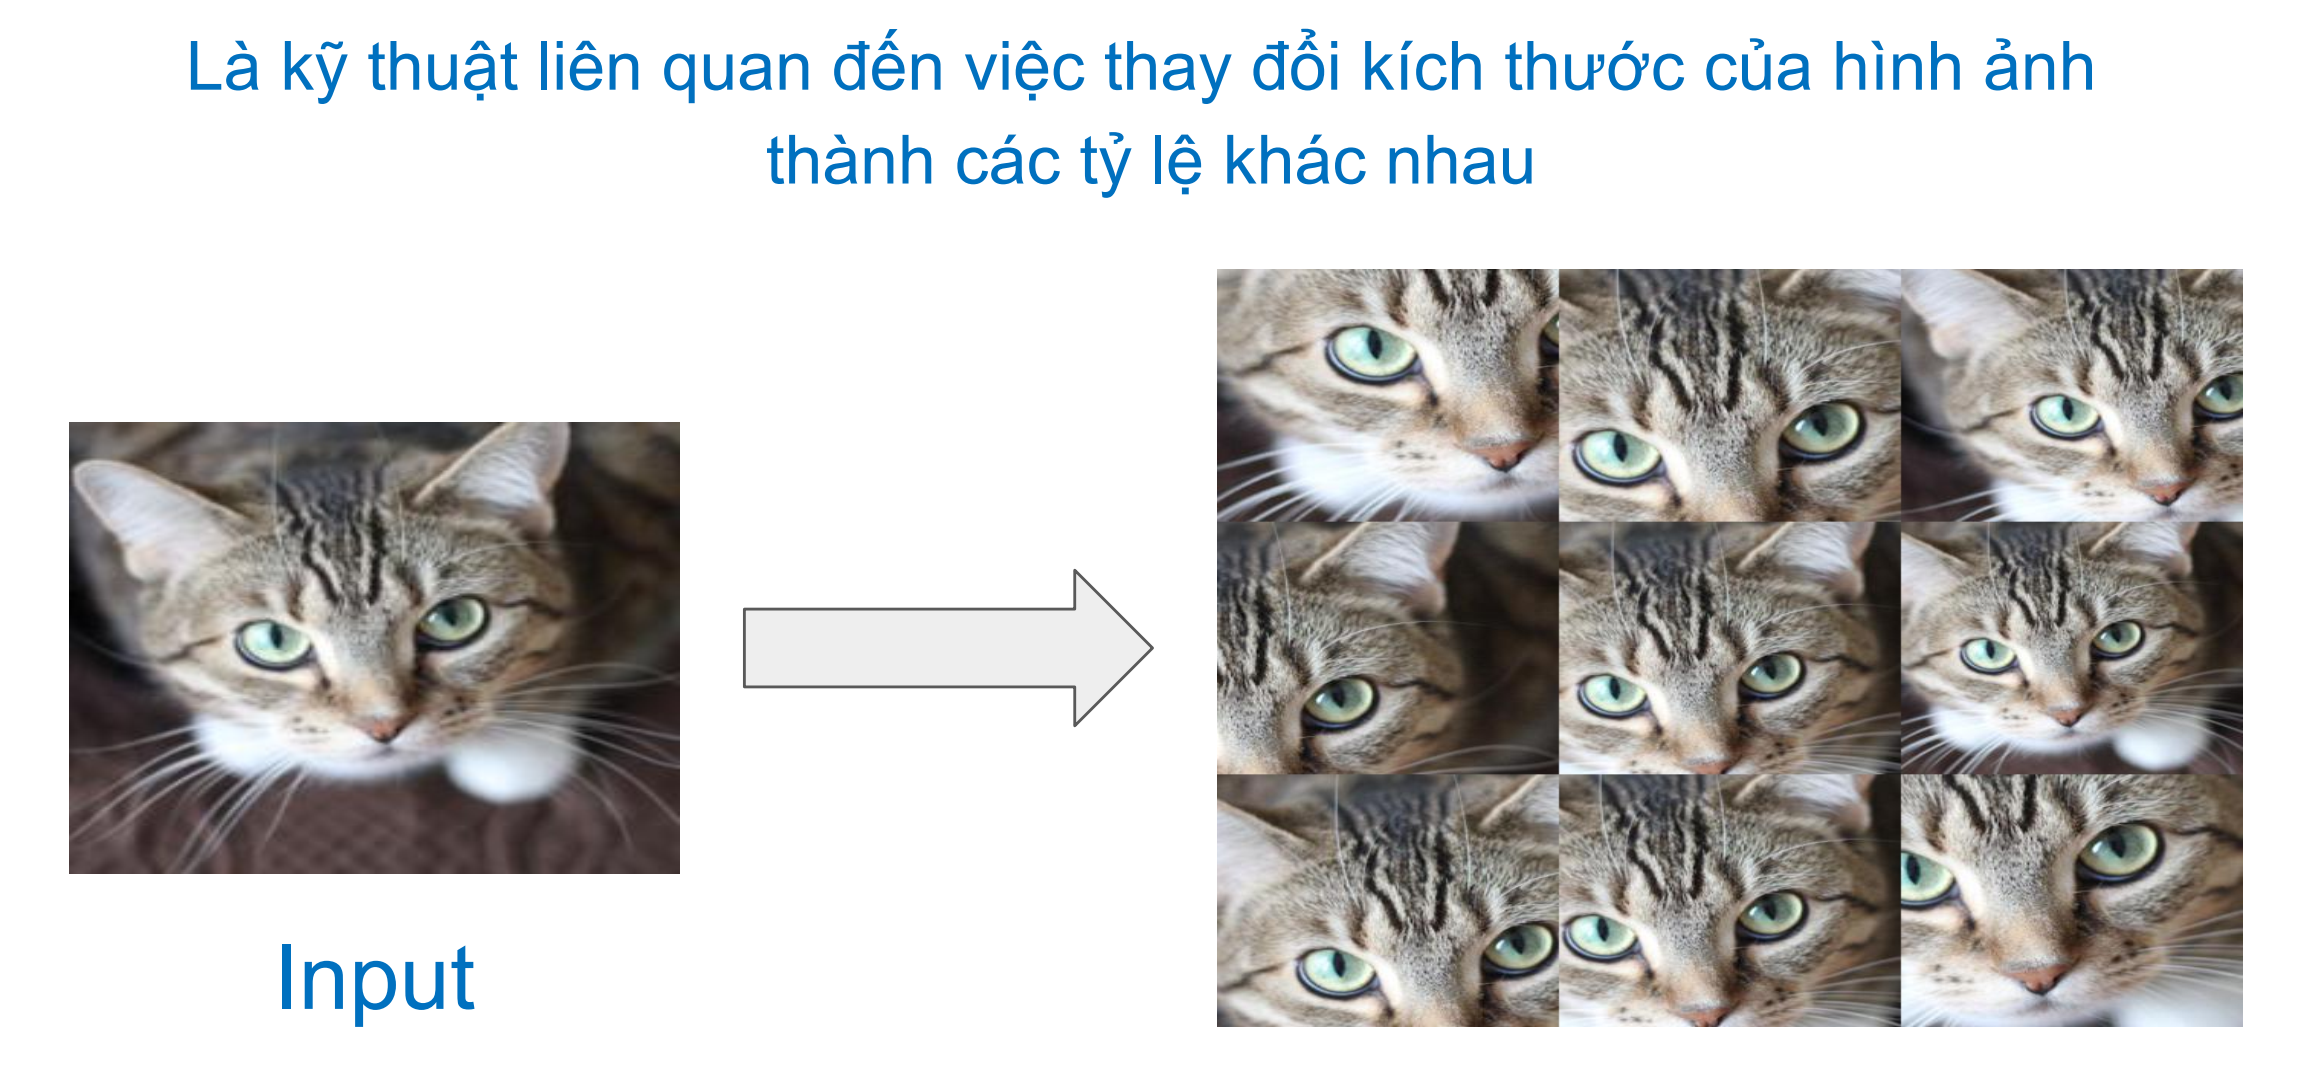 Là kỹ thuật liên quan đến việc thay đổi kích thước của hình ảnh
thành các tỷ lệ khác nhau
Input